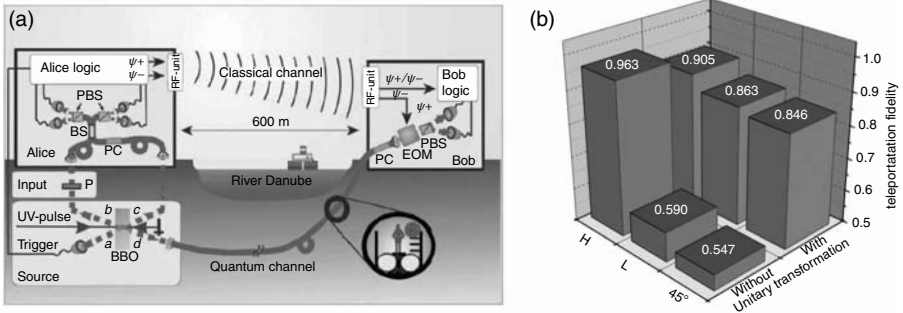 (a)
Alice logic
ψ+
ψ−
RF-unit
Classical channel
RF-unit
ψ+/ψ−
ψ−
ψ+
Bob
logic
PBS
BS
PC
Alice
600 m
PC
EOM
PBS
Bob
Input
P
River Danube
UV-pulse
b
c
Trigger
a
d
BBO
Source
Quantum channel
(b)
0.963
0.905
0.863
0.846
0.590
0.547
1.0
0.9
0.8
0.7
0.6
0.5
teleportatation fidelity
H
L
45°
Without
With
Unitary transformation